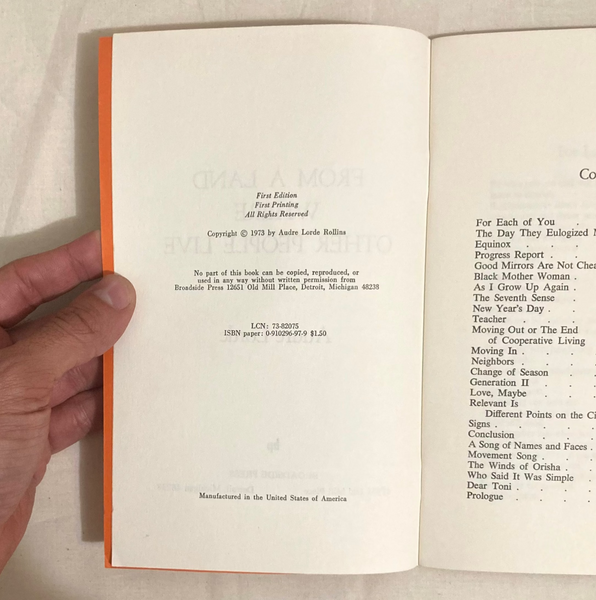 First Edition
First Printing
All Rights Reserved
Copyright © 1973 by Audre Lorde Rollins
No part of this book can be copied, reproduced, or
used in any way without written permission from
Broadside Press 12651 Old Mill Place, Detroit, Michigan 48238
LCN: 73-82075
ISBN paper: 0-910296-97-9 $1.50
Manufactured in the United States of America
Co
For Each of You .
The Day They Eulogized
Equinox . . .
Progress Report . .
Good Mirrors Are Not Chea
Black Mother Woman .
As I Grow Up Again .
The Seventh Sense .
New Year's Day . .
Teacher . . .
Moving Out or The End
of Cooperative Living
Moving In . . .
Neighbors . . .
Change of Season .
Generation II . .
Love, Maybe . .
Relevant Is
Different Points on the Ci
Signs . . . .
Conclusion . . .
A Song of Names and Faces .
Movement Song . .
The Winds of Orisha .
Who Said It Was Simple
Dear Toni . . .
Prologue . . .